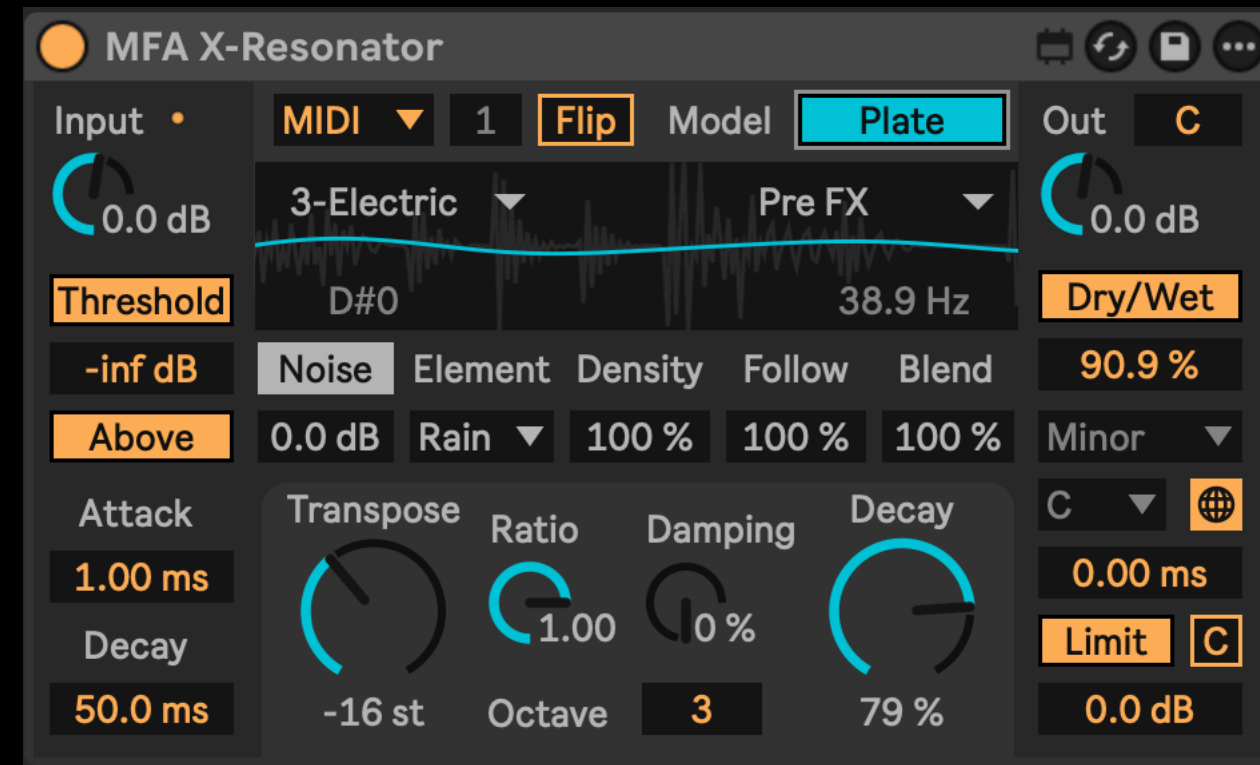 MFA X-Resonator
Input MIDI 1 Flip Model Plate Out C
0.0 dB 3-Electric Pre FX 0.0 dB
Threshold D#0 38.9 Hz Dry/Wet
-inf dB Noise Element Density Follow Blend 90.9 %
Above 0.0 dB Rain 100 % 100 % 100 % Minor
Attack Transpose Ratio Damping Decay C
1.00 ms 1.00 0 % 0.00 ms
Decay Limit C
50.0 ms -16 st Octave 3 79 % 0.0 dB